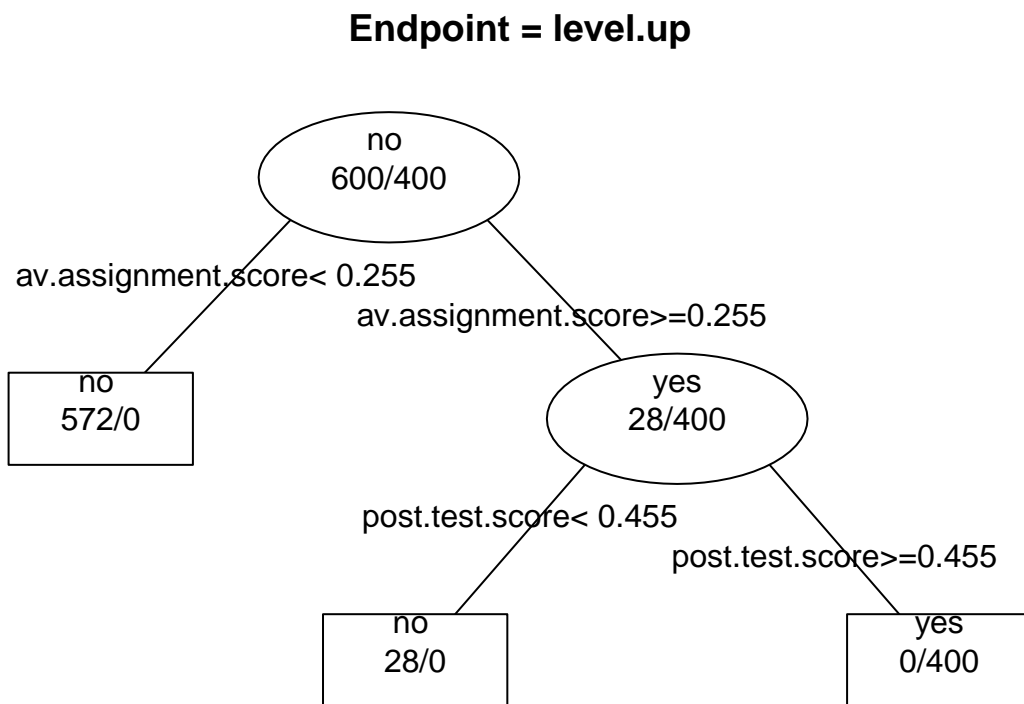 Endpoint = level.up
no
600/400
av.assignment.score< 0.255
av.assignment.score>=0.255
no
572/0
yes
28/400
post.test.score< 0.455
post.test.score>=0.455
no
28/0
yes
0/400